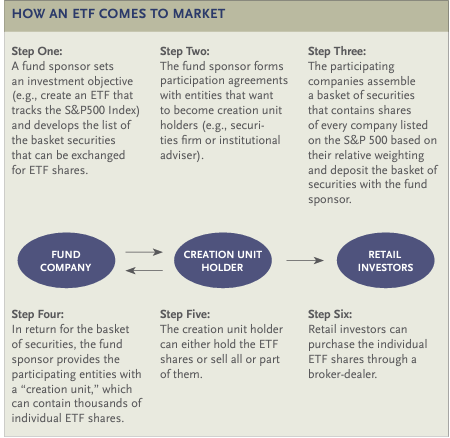 HOW AN ETF COMES TO MARKET
Step One:
A fund sponsor sets
an investment objective
(e.g., create an ETF that
tracks the S&P500 Index)
and develops the list of
the basket securities
that can be exchanged
for ETF shares.
Step Two:
The fund sponsor forms
participation agreements
with entities that want
to become creation unit
holders (e.g., securi-
ties firm or institutional
adviser).
Step Three:
The participating
companies assemble
a basket of securities
that contains shares
of every company listed
on the S&P 500 based on
their relative weighting
and deposit the basket of
securities with the fund
sponsor.
FUND
COMPANY
CREATION UNIT
HOLDER
RETAIL
INVESTORS
Step Four:
In return for the basket
of securities, the fund
sponsor provides the
participating entities with
a “creation unit,” which
can contain thousands of
individual ETF shares.
Step Five:
The creation unit holder
can either hold the ETF
shares or sell all or part
of them.
Step Six:
Retail investors can
purchase the individual
ETF shares through a
broker-dealer.